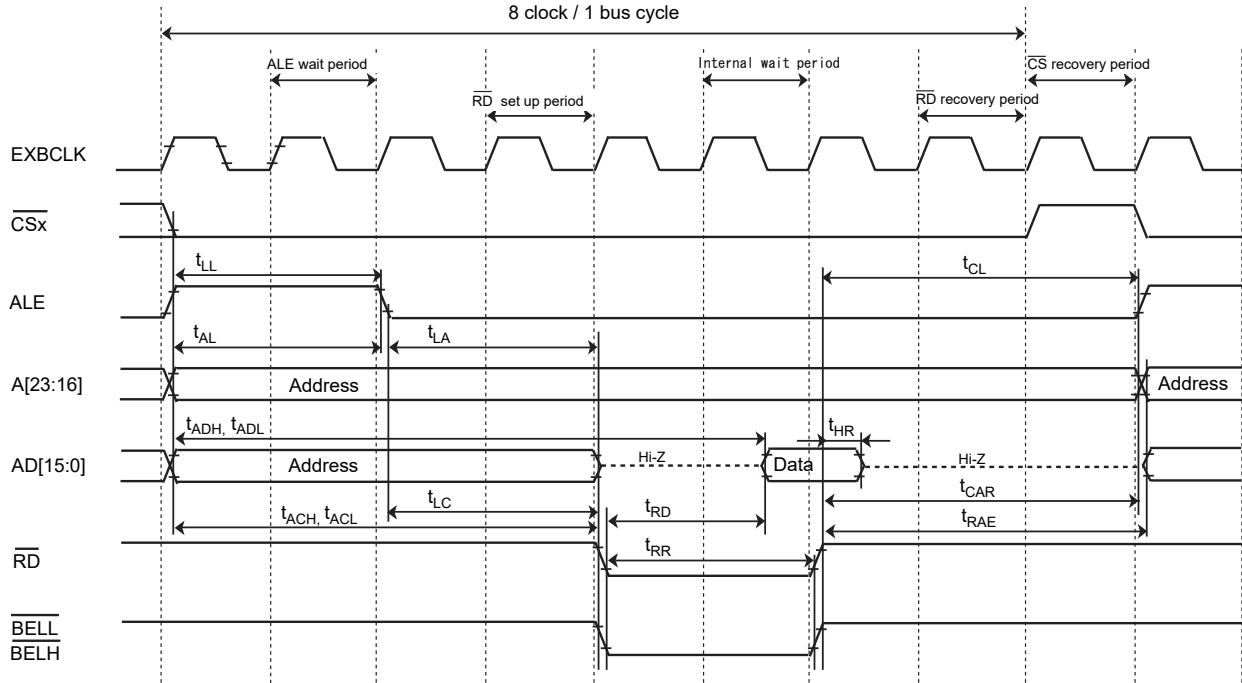 8 clock / 1 bus cycle
ALE wait period
Internal wait period
CS recovery period
RD set up period
RD recovery period
EXBCLK
CSx
tLL
tCL
ALE
tAL
tLA
A[23:16]
Address
Address
tADH, tADL
tHR
AD[15:0]
Address
Hi-Z
Data
Hi-Z
tLC
tCAR
tACH, tACL
tRD
tRAE
RD
tRR
BELL
BELH